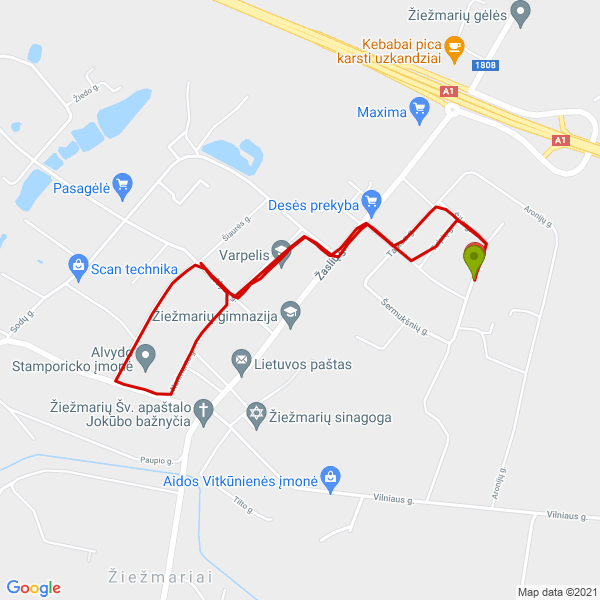 Žiežmarių gėlės
Kebabai pica
karsti uzkandziai
1808
A1
Žiedo g.
Maxima
A1
Pasagėlė
Desės prekyba
Aronijų g.
Šiaurės g.
Varpelis
Scan technika
Žaslių g.
Sodų g.
Žiežmarių gimnazija
Šermukšnių g.
Alvydo
Stamporicko įmonė
Lietuvos paštas
Žiežmarių Šv. apaštalo
Jokūbo bažnyčia
Žiežmarių sinagoga
Paupio g.
Aidos Vitkūnienės įmonė
Aronijų g.
Tilto g.
Vilniaus g.
Vilniaus g.
Žiežmariai
Google
Map data ©2021